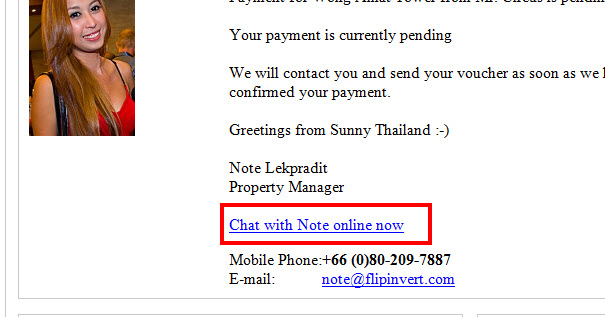 Payment for Wong Amat Tower from Mr. Circus is pendin
Your payment is currently pending
We will contact you and send your voucher as soon as we
confirmed your payment.
Greetings from Sunny Thailand :-)
Note Lekpradit
Property Manager
Chat with Note online now
Mobile Phone:+66 (0)80-209-7887
E-mail: note@flipinvert.com